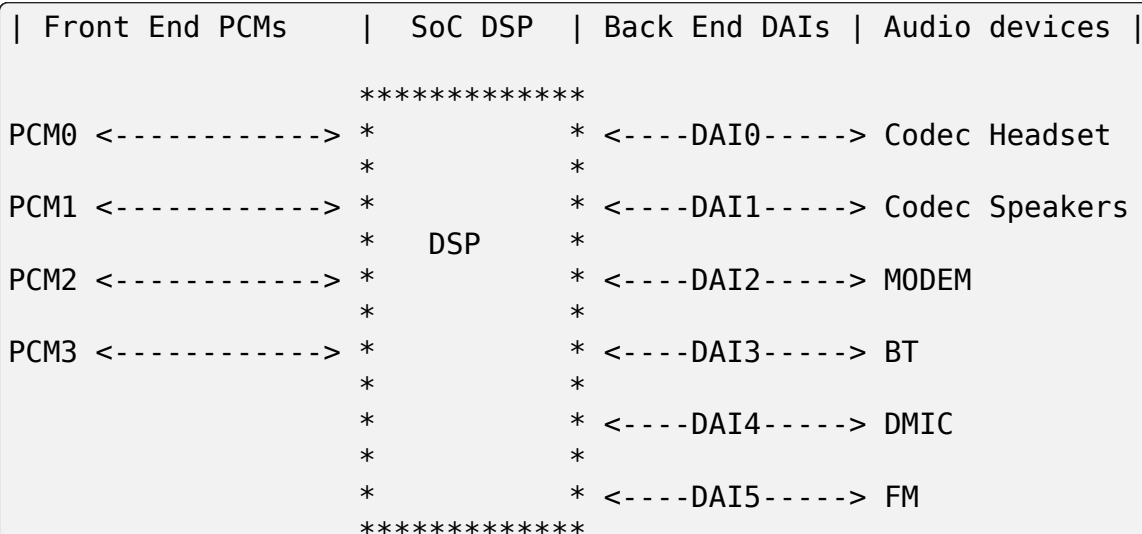 | Front End PCMs    |  SoC DSP  | Back End DAIs | Audio devices |
                    *************
PCM0 <------------> *           * <----DAI0-----> Codec Headset
                    *           *
PCM1 <------------> *           * <----DAI1-----> Codec Speakers
                    *   DSP     *
PCM2 <------------> *           * <----DAI2-----> MODEM
                    *           *
PCM3 <------------> *           * <----DAI3-----> BT
                    *           *
                    *           * <----DAI4-----> DMIC
                    *           *
                    *           * <----DAI5-----> FM
                    *************